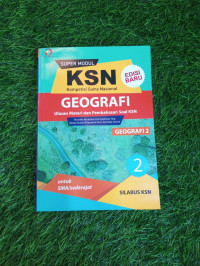 SUPER MODUL
KSN
Kompetisi Sains Nasional
EDISI
BARU
GEOGRAFI
Ulasan Materi dan Pembahasan Soal KSN
GEOGRAFI 2
2
untuk
SMA/sederajat
SILABUS KSN